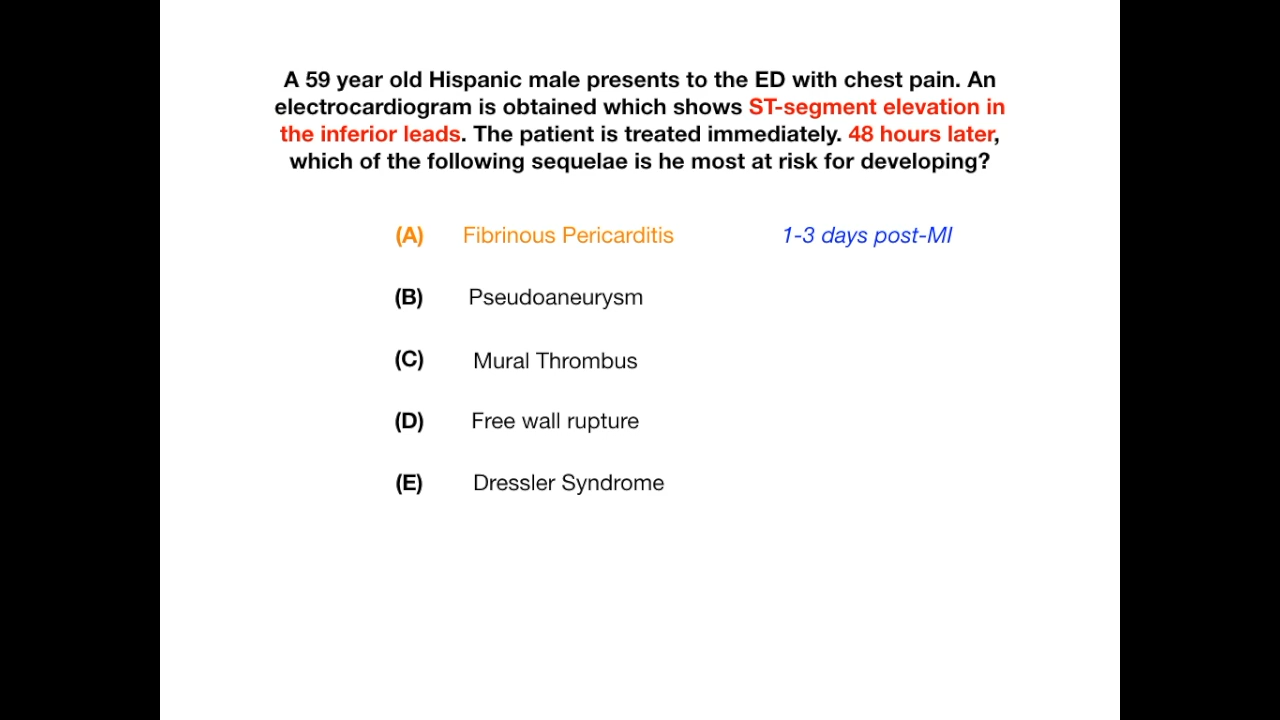 A 59 year old Hispanic male presents to the ED with chest pain. An
electrocardiogram is obtained which shows ST-segment elevation in
the inferior leads. The patient is treated immediately. 48 hours later,
which of the following sequelae is he most at risk for developing?
(A) Fibrinous Pericarditis 1-3 days post-MI
(B) Pseudoaneurysm
(C) Mural Thrombus
(D) Free wall rupture
(E) Dressler Syndrome